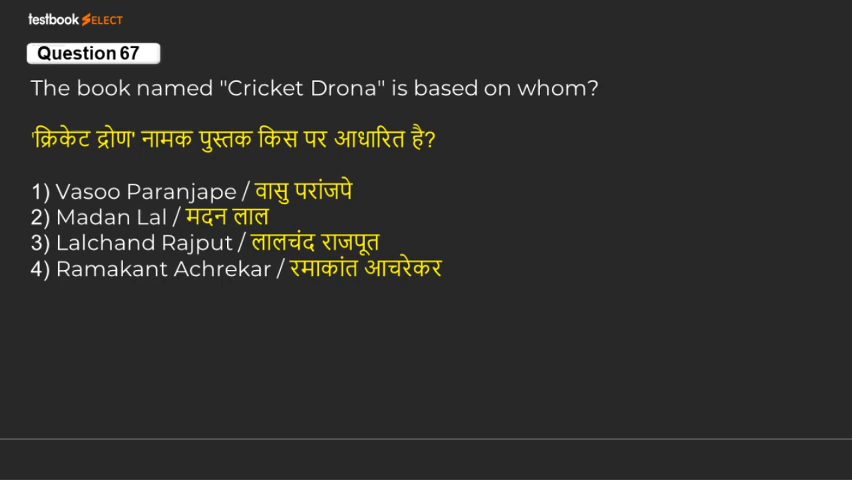 testbook SELECT
Question 67
The book named "Cricket Drona" is based on whom?
'क्रिकेट द्रोण' नामक पुस्तक किस पर आधारित है?
1) Vasoo Paranjape / वासु परांजपे
2) Madan Lal / मदन लाल
3) Lalchand Rajput / लालचंद राजपूत
4) Ramakant Achrekar / रमाकांत आचरेकर